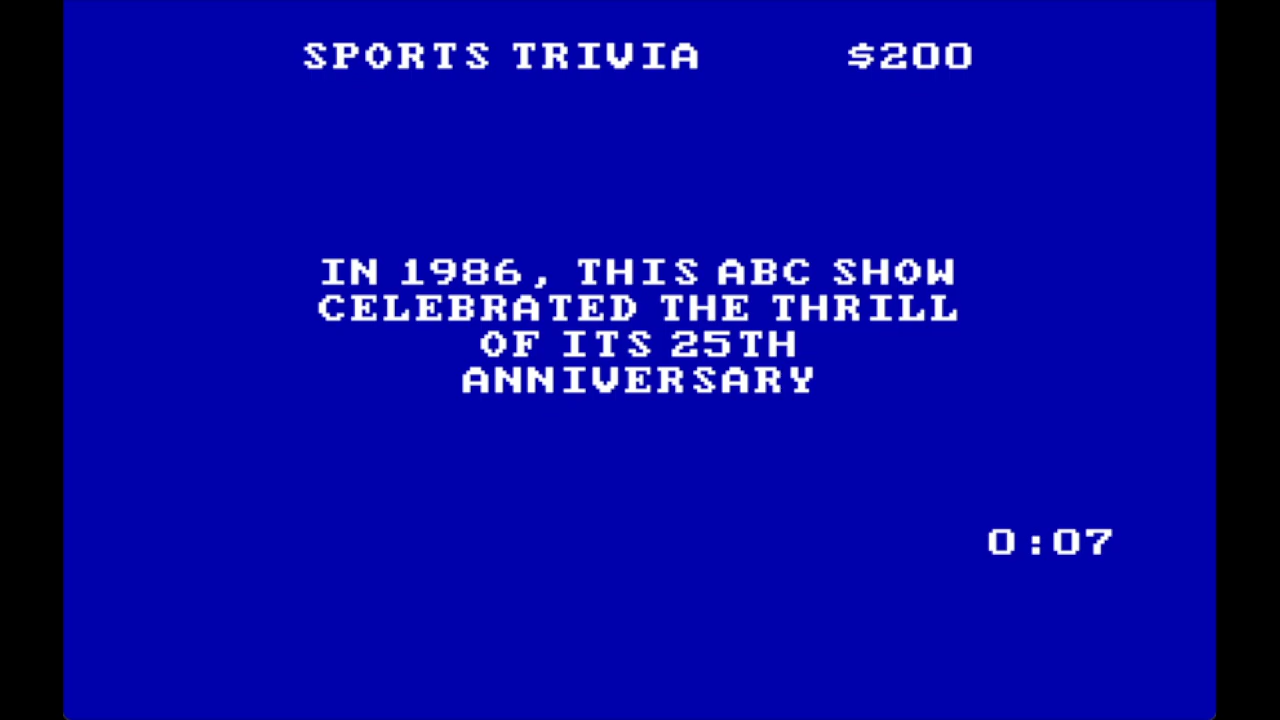 SPORTS TRIVIA $200
IN 1986, THIS ABC SHOW
CELEBRATED THE THRILL
OF ITS 25TH
ANNIVERSARY
0:07